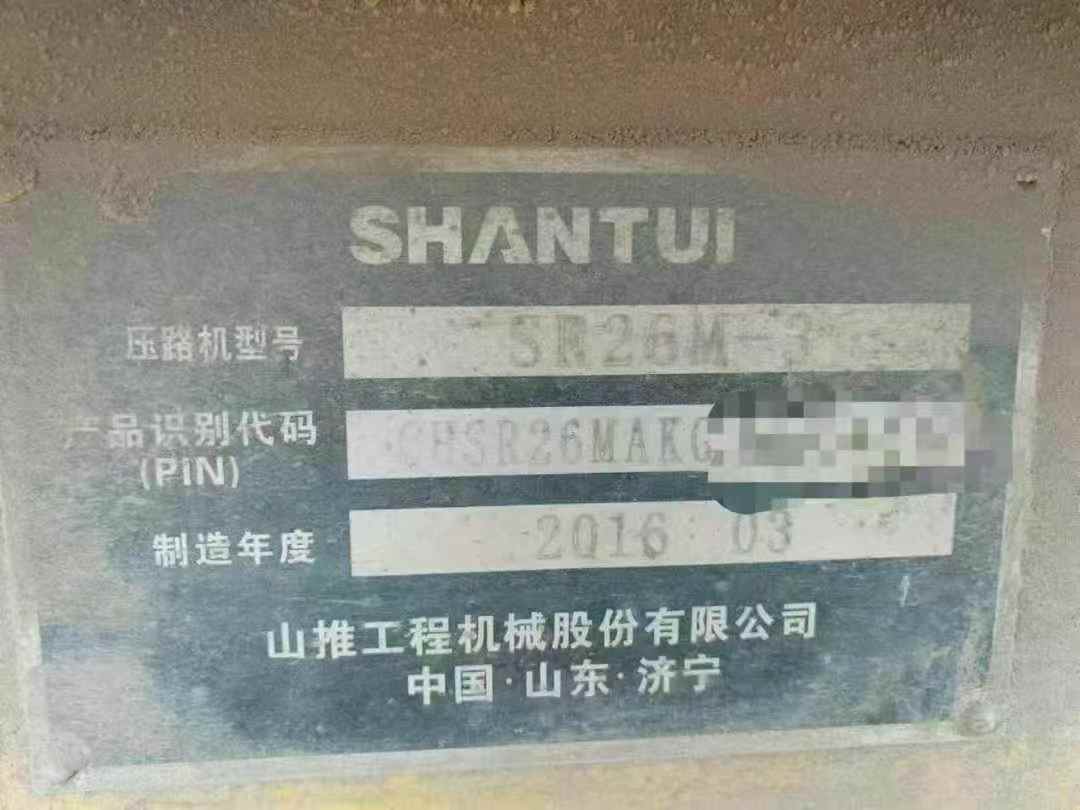 SHANTUI
压路机型号 SR26M-3
产品识别代码 CHSR26MAKG
(PIN)
制造年度 2016 03
山推工程机械股份有限公司
中国·山东·济宁